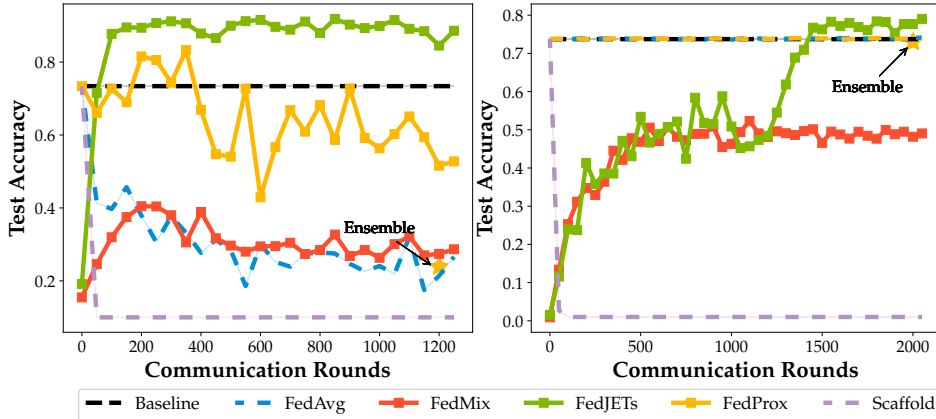 Test Accuracy
0.8
0.6
0.4
0.2
Ensemble
0 200 400 600 800 1000 1200
Communication Rounds
Test Accuracy
0.8
0.7
0.6
0.5
0.4
0.3
0.2
0.1
0.0
Ensemble
0 500 1000 1500 2000
Communication Rounds
Baseline FedAvg FedMix FedJETs FedProx Scaffold